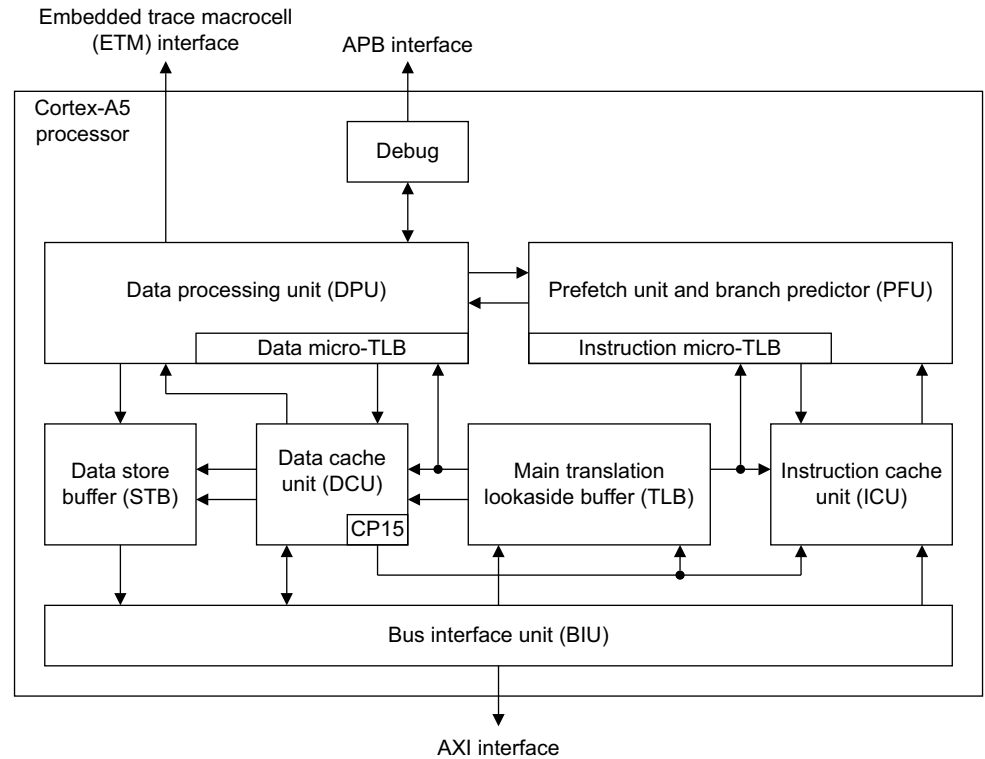 Embedded trace macrocell
(ETM) interface
APB interface
Cortex-A5
processor
Debug
Data processing unit (DPU)
Prefetch unit and branch predictor (PFU)
Data micro-TLB
Instruction micro-TLB
Data store
buffer (STB)
Data cache
unit (DCU)
CP15
Main translation
lookaside buffer (TLB)
Instruction cache
unit (ICU)
Bus interface unit (BIU)
AXI interface